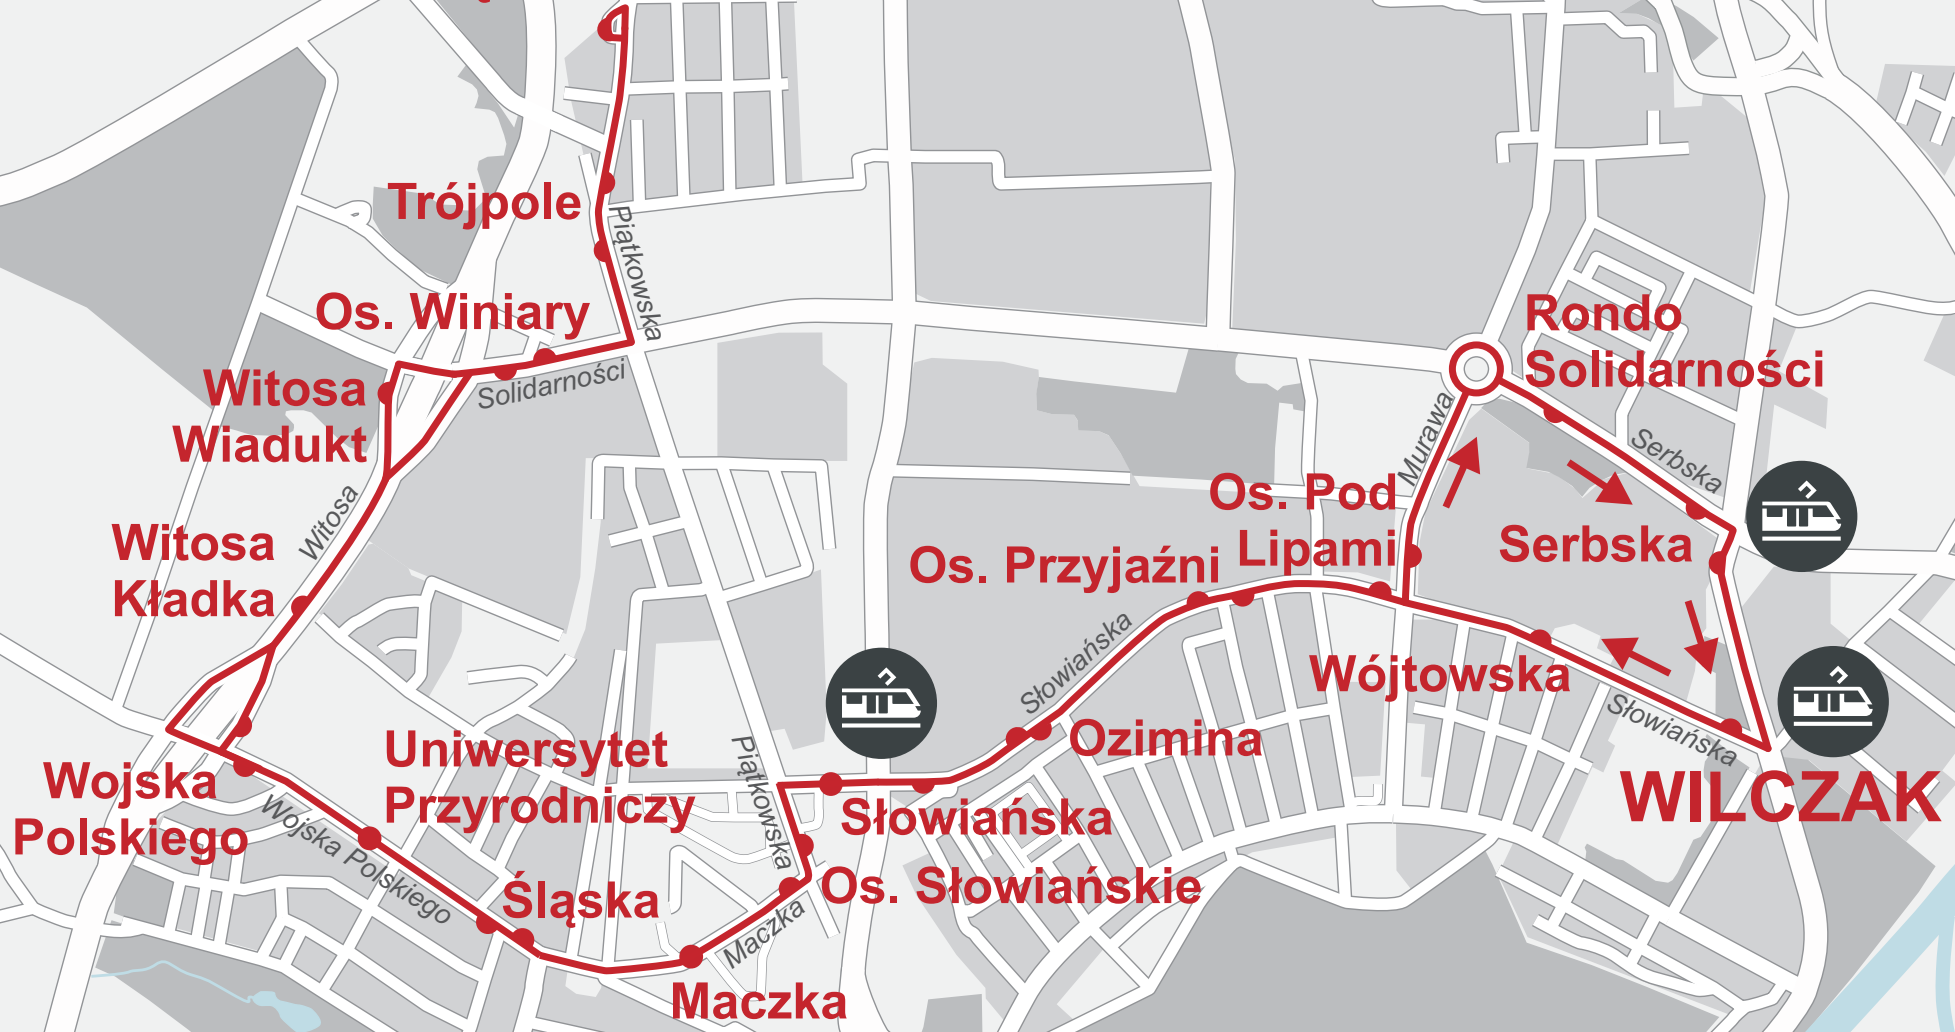 Trójpole
Piątkowska
Os. Winiary
Rondo
Solidarności
Witosa
Wiadukt
Solidarności
Murawa
Serbska
Os. Pod
Lipami
Witosa
Witosa
Kładka
Serbska
Os. Przyjaźni
Słowiańska
Wójtowska
Słowiańska
Ozimina
Uniwersytet
Przyrodniczy
Piątkowska
Wojska
Polskiego
WILCZAK
Słowiańska
Wojska Polskiego
Śląska
Os. Słowiańskie
Maczka
Maczka